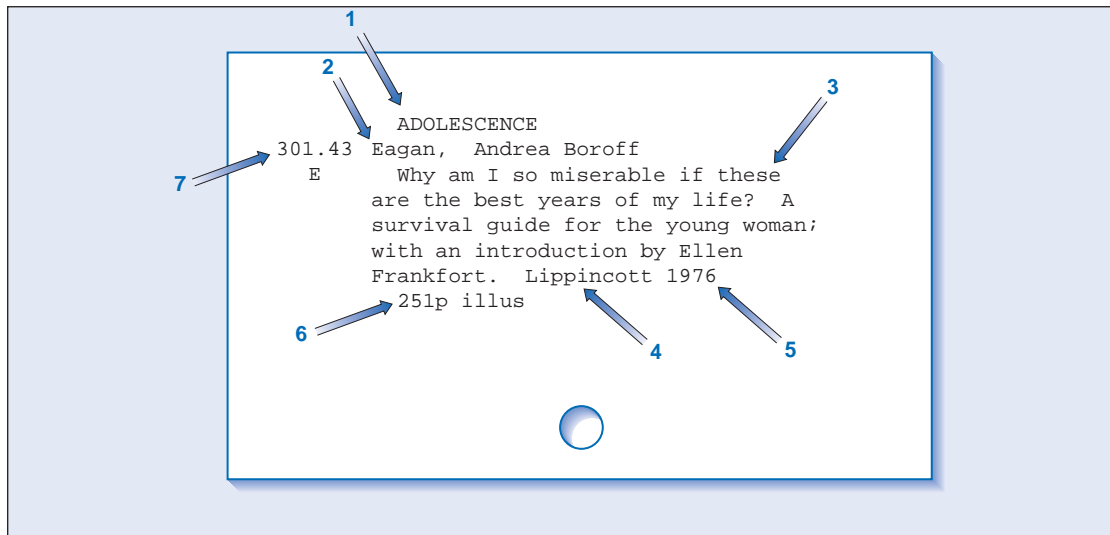 1
2
3
ADOLESCENCE
301.43 Eagan, Andrea Boroff
7
E Why am I so miserable if these
are the best years of my life? A
survival guide for the young woman;
with an introduction by Ellen
Frankfort. Lippincott 1976
251p illus
6
4
5